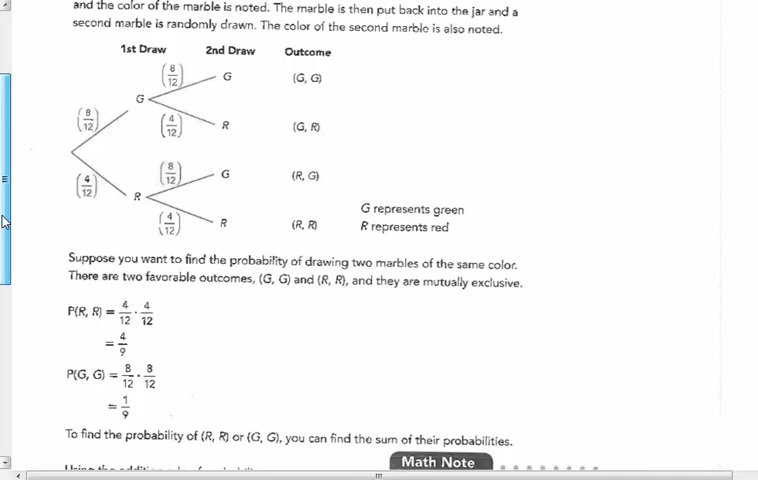 and the color of the marble is noted. The marble is then put back into the jar and a
second marble is randomly drawn. The color of the second marble is also noted.
1st Draw 2nd Draw Outcome
(8/12) G (G, G)
G
(8/12) (4/12) R (G, R)
(8/12) G (R, G)
(4/12) R
(4/12) R (R, R)
G represents green
R represents red
Suppose you want to find the probability of drawing two marbles of the same color.
There are two favorable outcomes, (G, G) and (R, R), and they are mutually exclusive.
P(R, R) = 4/12 · 4/12
= 4/9
P(G, G) = 8/12 · 8/12
= 1/9
To find the probability of (R, R) or (G, G), you can find the sum of their probabilities.
Math Note